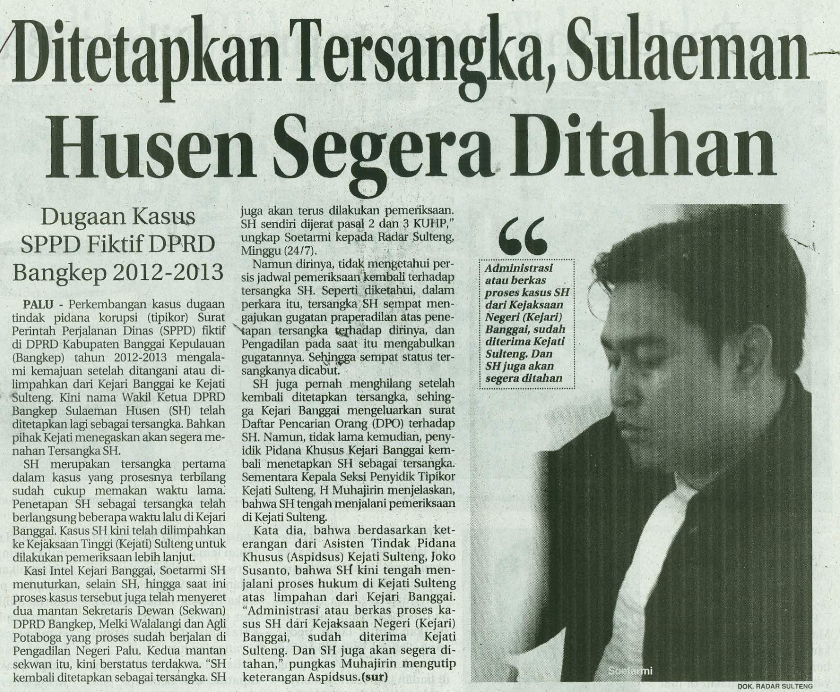 Ditetapkan Tersangka, Sulaeman
Husen Segera Ditahan
Dugaan Kasus
SPPD Fiktif DPRD
Bangkep 2012-2013
PALU - Perkembangan kasus dugaan
tindak pidana korupsi (tipikor) Surat
Perintah Perjalanan Dinas (SPPD) fiktif
di DPRD Kabupaten Banggai Kepulauan
(Bangkep) tahun 2012-2013 mengala-
mi kemajuan setelah ditangani atau di-
limpahkan dari Kejari Banggai ke Kejati
Sulteng. Kini nama Wakil Ketua DPRD
Bangkep Sulaeman Husen (SH) telah
ditetapkan lagi sebagai tersangka. Bahkan
pihak Kejati menegaskan akan segera me-
nahan Tersangka SH.
SH merupakan tersangka pertama
dalam kasus yang prosesnya terbilang
sudah cukup memakan waktu lama.
Penetapan SH sebagai tersangka telah
berlangsung beberapa waktu lalu di Kejari
Banggai. Kasus SH kini telah dilimpahkan
ke Kejaksaan Tinggi (Kejati) Sulteng untuk
dilakukan pemeriksaan lebih lanjut.
Kasi Intel Kejari Banggai, Soetarmi SH
menuturkan, selain SH, hingga saat ini
proses kasus tersebut juga telah menyeret
dua mantan Sekretaris Dewan (Sekwan)
DPRD Bangkep, Melki Walalangi dan Agli
Potaboga yang proses sudah berjalan di
Pengadilan Negeri Palu. Kedua mantan
sekwan itu, kini berstatus terdakwa. "SH
kembali ditetapkan sebagai tersangka. SH
juga akan terus dilakukan pemeriksaan.
SH sendiri dijerat pasal 2 dan 3 KUHP,"
ungkap Soetarmi kepada Radar Sulteng,
Minggu (24/7).
Namun dirinya, tidak mengetahui per-
sis jadwal pemeriksaan kembali terhadap
tersangka SH. Seperti diketahui, dalam
perkara itu, tersangka SH sempat men-
gajukan gugatan praperadilan atas pene-
tapan tersangka terhadap dirinya, dan
Pengadilan pada saat itu mengabulkan
gugatannya. Sehingga sempat status ter-
sangkanya dicabut.
SH juga pernah menghilang setelah
kembali ditetapkan tersangka, sehing-
ga Kejari Banggai mengeluarkan surat
Daftar Pencarian Orang (DPO) terhadap
SH. Namun, tidak lama kemudian, peny-
idik Pidana Khusus Kejari Banggai kem-
bali menetapkan SH sebagai tersangka.
Sementara Kepala Seksi Penyidik Tipikor
Kejati Sulteng, H Muhajirin menjelaskan,
bahwa SH tengah menjalani pemeriksaan
di Kejati Sulteng.
Kata dia, bahwa berdasarkan ket-
erangan dari Asisten Tindak Pidana
Khusus (Aspidsus) Kejati Sulteng, Joko
Susanto, bahwa SH kini tengah men-
jalani proses hukum di Kejati Sulteng
atas limpahan dari Kejari Banggai.
"Administrasi atau berkas proses ka-
sus SH dari Kejaksaan Negeri (Kejari)
Banggai, sudah diterima Kejati
Sulteng. Dan SH juga akan segera di-
tahan," pungkas Muhajirin mengutip
keterangan Aspidsus.(sur)
“
Administrasi
atau berkas
proses kasus SH
dari Kejaksaan
Negeri (Kejari)
Banggai, sudah
diterima Kejati
Sulteng. Dan
SH juga akan
segera ditahan
Soetarmi
DOK. RADAR SULTENG